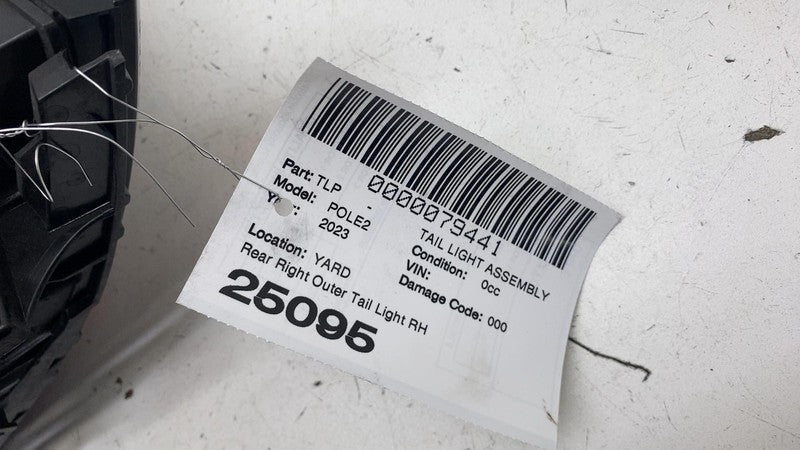 0000079441
Part: TLP - TAIL LIGHT ASSEMBLY
Model: POLE2 Condition: 0cc
2023 VIN:
Location: YARD Damage Code: 000
Rear Right Outer Tail Light RH
25095